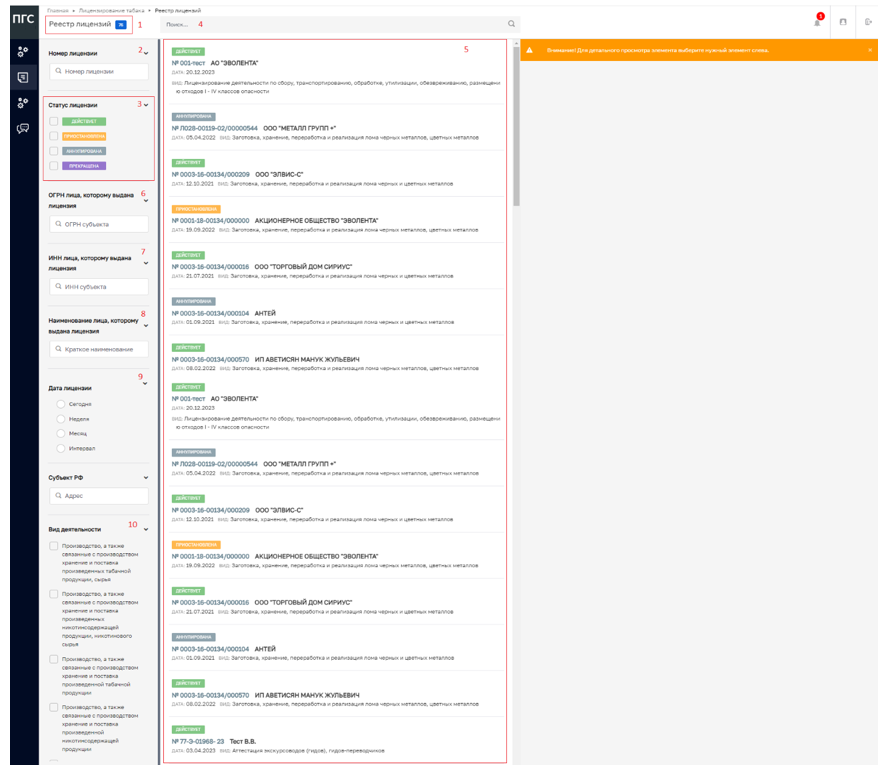 ПГС
Главная • Лицензирование табака • Реестр лицензий
Реестр лицензий 76 1
Поиск... 4
Номер лицензии 2
Номер лицензии
Статус лицензии 3
ДЕЙСТВУЕТ
ПРИОСТАНОВЛЕНА
АННУЛИРОВАНА
ПРЕКРАЩЕНА
ОГРН лица, которому выдана 6
лицензия
ОГРН субъекта
ИНН лица, которому выдана 7
лицензия
ИНН субъекта
8
Наименование лица, которому
выдана лицензия
Краткое наименование
9
Дата лицензии
Сегодня
Неделя
Месяц
Интервал
Субъект РФ
Адрес
Вид деятельности 10
Производство, а также
связанные с производством
хранение и поставка
произведенных табачной
продукции, сырья
Производство, а также
связанные с производством
хранение и поставка
произведенных
никотинсодержащей
продукции, никотинового
сырья
Производство, а также
связанные с производством
хранение и поставка
произведенной табачной
продукции
Производство, а также
связанные с производством
хранение и поставка
произведенной
никотинсодержащей
продукции
5
ДЕЙСТВУЕТ
№ 001-тест АО "ЭВОЛЕНТА"
ДАТА: 20.12.2023
ВИД: Лицензирование деятельности по сбору, транспортированию, обработке, утилизации, обезвреживанию, размещени
ю отходов I - IV классов опасности
АННУЛИРОВАНА
№ Л028-00119-02/00000544 ООО "МЕТАЛЛ ГРУПП +"
ДАТА: 05.04.2022 ВИД: Заготовка, хранение, переработка и реализация лома черных металлов, цветных металлов
ДЕЙСТВУЕТ
№ 0003-16-00134/000209 ООО "ЭЛВИС-С"
ДАТА: 12.10.2021 ВИД: Заготовка, хранение, переработка и реализация лома черных и цветных металлов
ПРИОСТАНОВЛЕНА
№ 0001-18-00134/000000 АКЦИОНЕРНОЕ ОБЩЕСТВО "ЭВОЛЕНТА"
ДАТА: 19.09.2022 ВИД: Заготовка, хранение, переработка и реализация лома черных металлов, цветных металлов
ДЕЙСТВУЕТ
№ 0003-16-00134/000016 ООО "ТОРГОВЫЙ ДОМ СИРИУС"
ДАТА: 21.07.2021 ВИД: Заготовка, хранение, переработка и реализация лома черных и цветных металлов
АННУЛИРОВАНА
№ 0003-16-00134/000104 АНТЕЙ
ДАТА: 01.09.2021 ВИД: Заготовка, хранение, переработка и реализация лома черных и цветных металлов
ДЕЙСТВУЕТ
№ 0003-16-00134/000570 ИП АВЕТИСЯН МАНУК ЖУЛЬЕВИЧ
ДАТА: 08.02.2022 ВИД: Заготовка, хранение, переработка и реализация лома черных металлов, цветных металлов
ДЕЙСТВУЕТ
№ 001-тест АО "ЭВОЛЕНТА"
ДАТА: 20.12.2023
ВИД: Лицензирование деятельности по сбору, транспортированию, обработке, утилизации, обезвреживанию, размещени
ю отходов I - IV классов опасности
АННУЛИРОВАНА
№ Л028-00119-02/00000544 ООО "МЕТАЛЛ ГРУПП +"
ДАТА: 05.04.2022 ВИД: Заготовка, хранение, переработка и реализация лома черных металлов, цветных металлов
ДЕЙСТВУЕТ
№ 0003-16-00134/000209 ООО "ЭЛВИС-С"
ДАТА: 12.10.2021 ВИД: Заготовка, хранение, переработка и реализация лома черных и цветных металлов
ПРИОСТАНОВЛЕНА
№ 0001-18-00134/000000 АКЦИОНЕРНОЕ ОБЩЕСТВО "ЭВОЛЕНТА"
ДАТА: 19.09.2022 ВИД: Заготовка, хранение, переработка и реализация лома черных металлов, цветных металлов
ДЕЙСТВУЕТ
№ 0003-16-00134/000016 ООО "ТОРГОВЫЙ ДОМ СИРИУС"
ДАТА: 21.07.2021 ВИД: Заготовка, хранение, переработка и реализация лома черных и цветных металлов
АННУЛИРОВАНА
№ 0003-16-00134/000104 АНТЕЙ
ДАТА: 01.09.2021 ВИД: Заготовка, хранение, переработка и реализация лома черных и цветных металлов
ДЕЙСТВУЕТ
№ 0003-16-00134/000570 ИП АВЕТИСЯН МАНУК ЖУЛЬЕВИЧ
ДАТА: 08.02.2022 ВИД: Заготовка, хранение, переработка и реализация лома черных металлов, цветных металлов
ДЕЙСТВУЕТ
№ 77-Э-01968- 23 Тест В.В.
ДАТА: 03.04.2023 ВИД: Аттестация экскурсоводов (гидов), гидов-переводчиков
Внимание! Для детального просмотра элемента выберите нужный элемент слева.